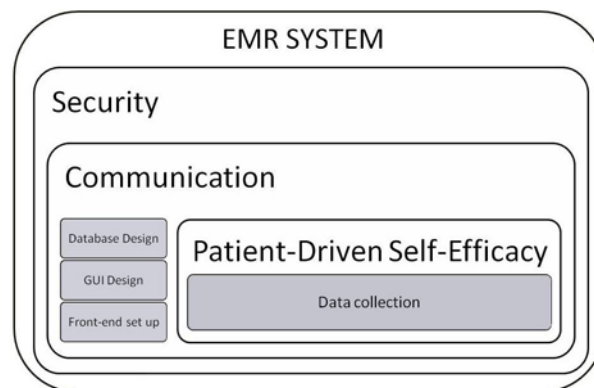 EMR SYSTEM
Security
Communication
Database Design
GUI Design
Front-end set up
Patient-Driven Self-Efficacy
Data collection